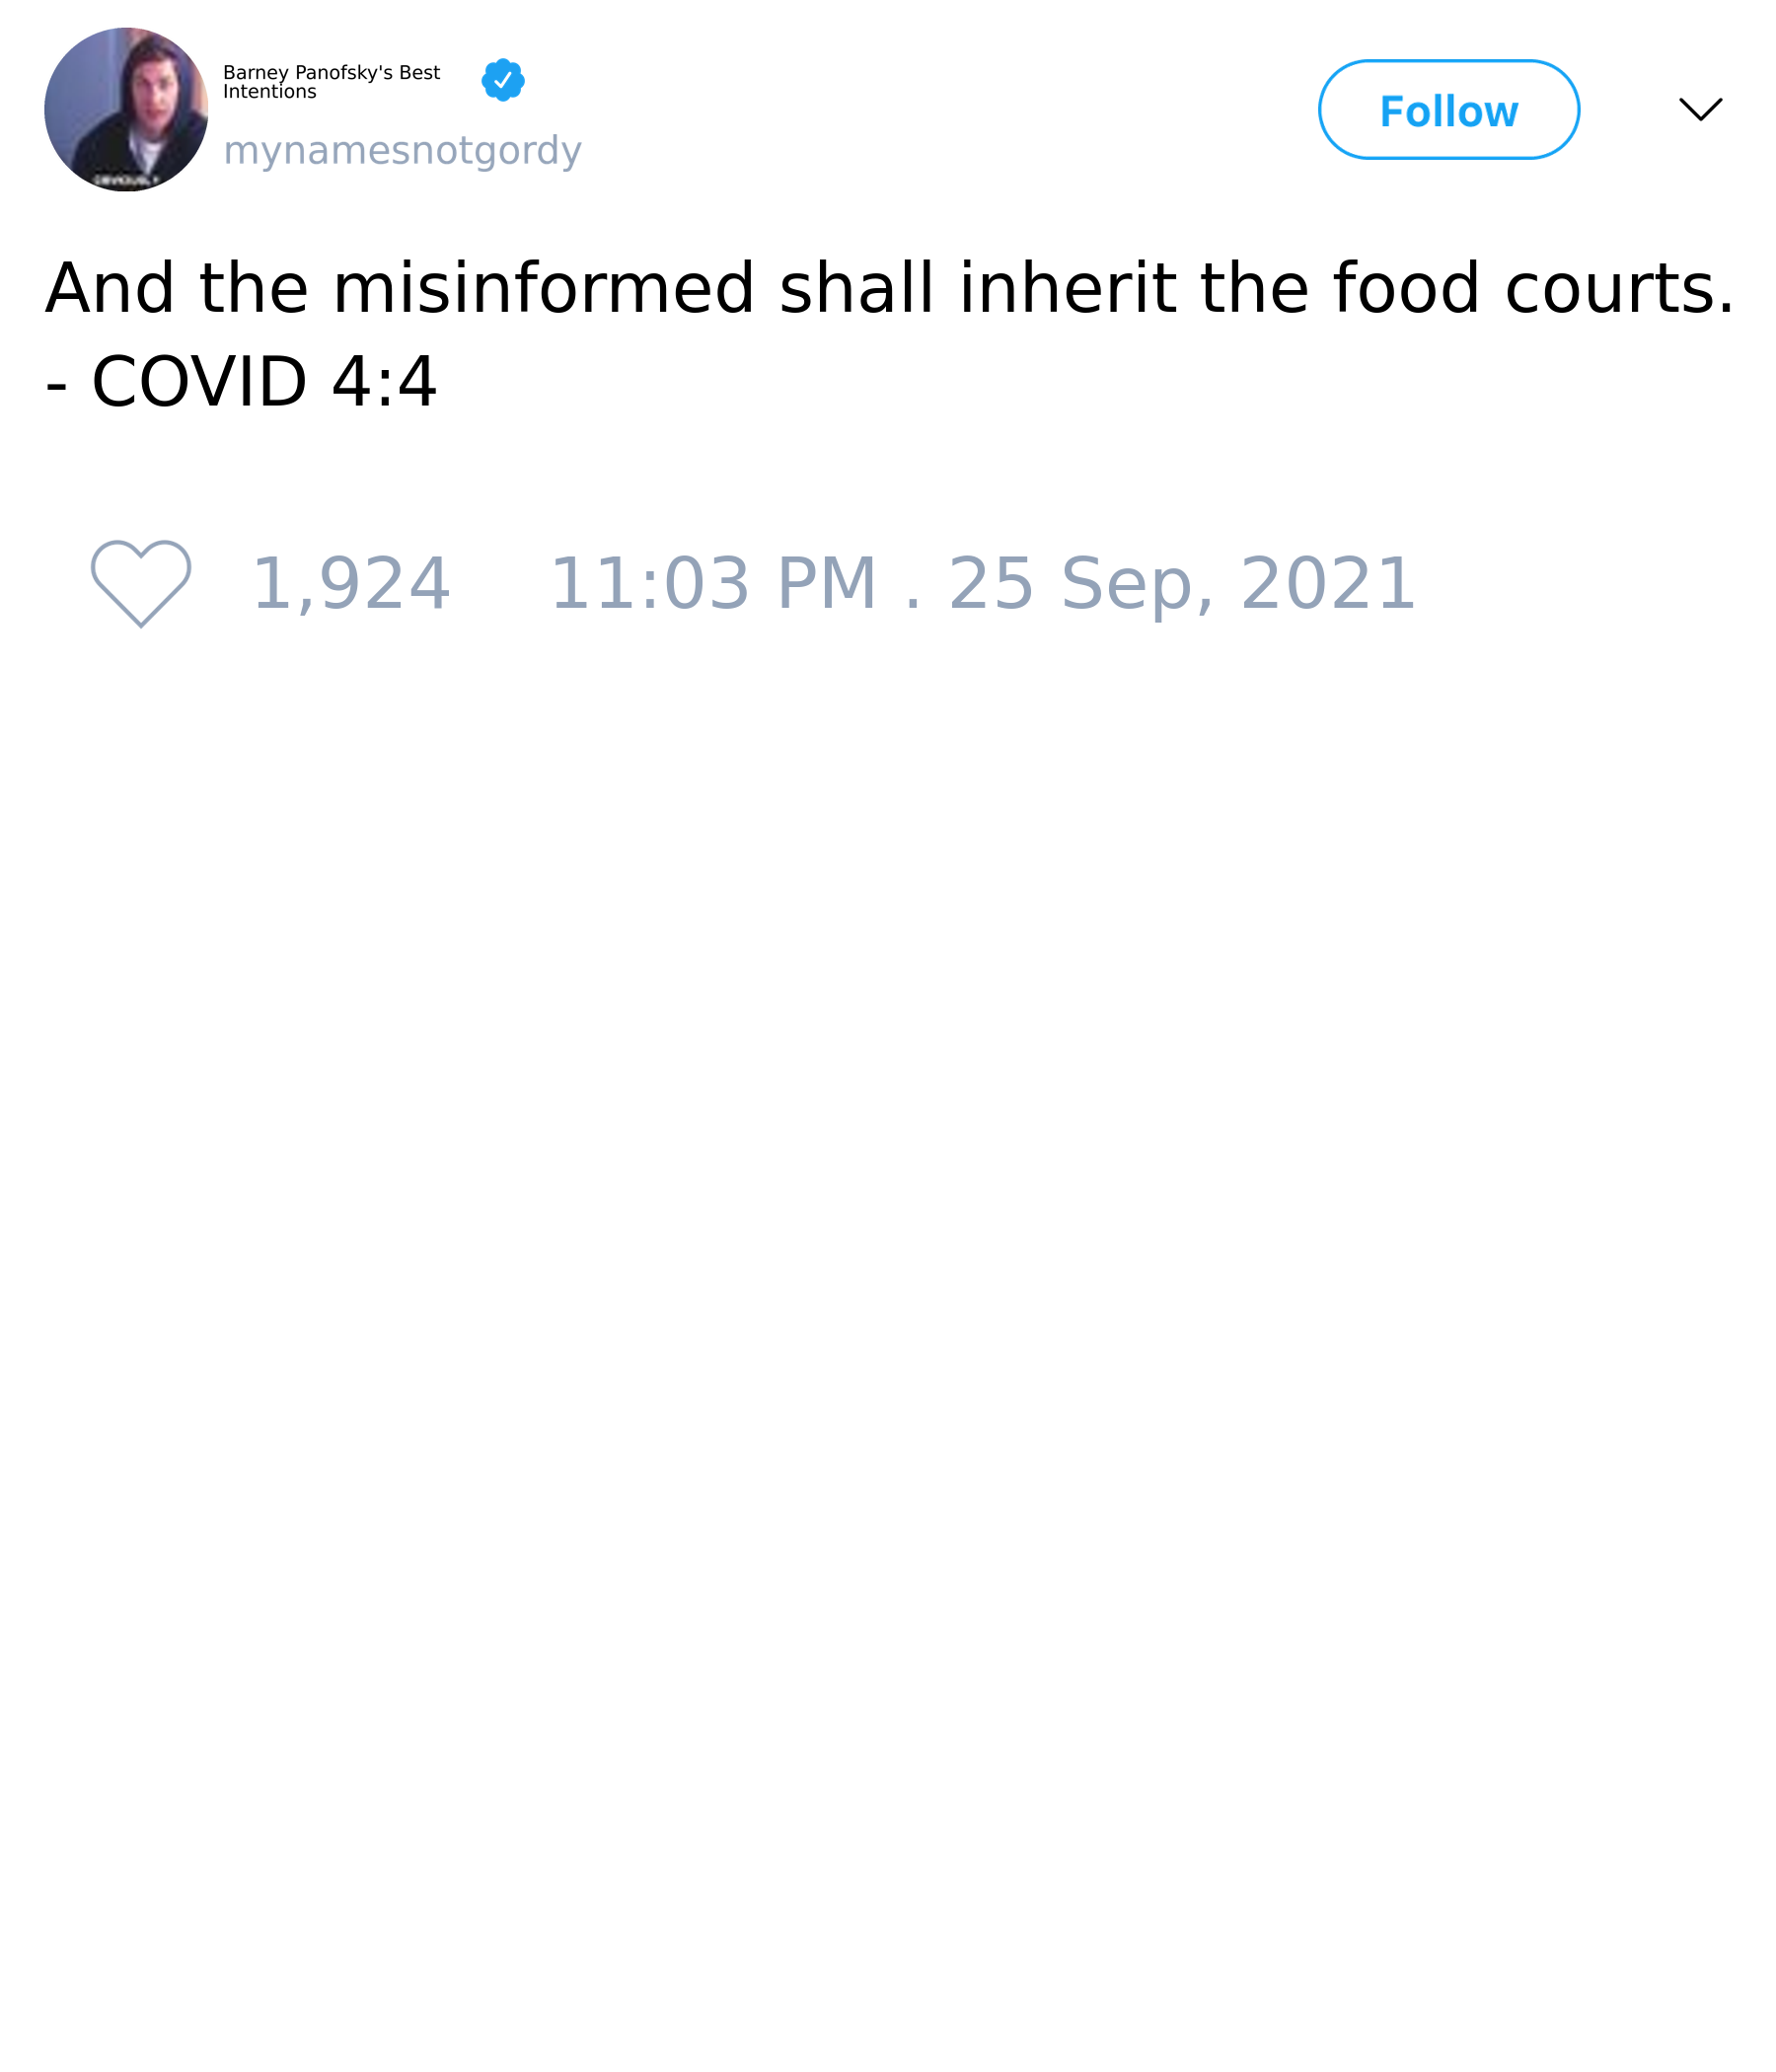 Barney Panofsky's Best
Intentions
mynamesnotgordy
Follow
And the misinformed shall inherit the food courts.
- COVID 4:4
1,924 11:03 PM . 25 Sep, 2021
OBVIOUSLY